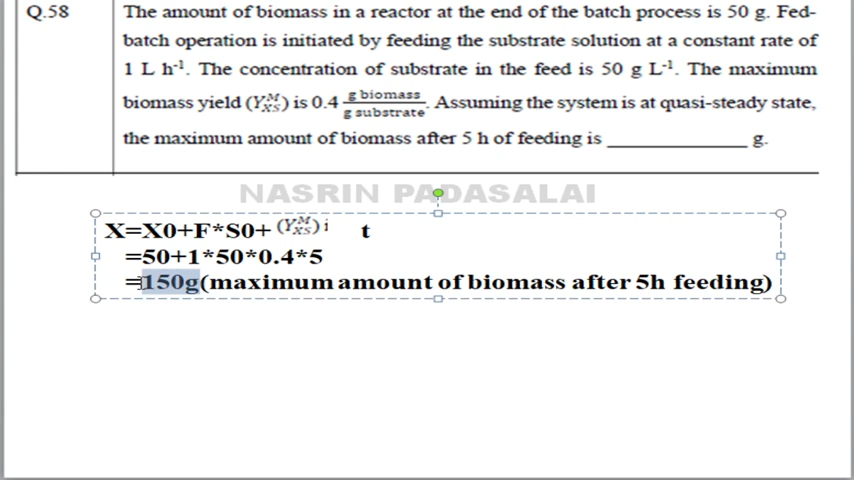 Q.58
The amount of biomass in a reactor at the end of the batch process is 50 g. Fed-
batch operation is initiated by feeding the substrate solution at a constant rate of
1 L h⁻¹. The concentration of substrate in the feed is 50 g L⁻¹. The maximum
biomass yield (Y^M_XS) is 0.4 g biomass/g substrate. Assuming the system is at quasi-steady state,
the maximum amount of biomass after 5 h of feeding is ____________ g.
NASRIN PADASALAI
X=X0+F*S0+ (Y^M_XS) i t
=50+1*50*0.4*5
=150g(maximum amount of biomass after 5h feeding)